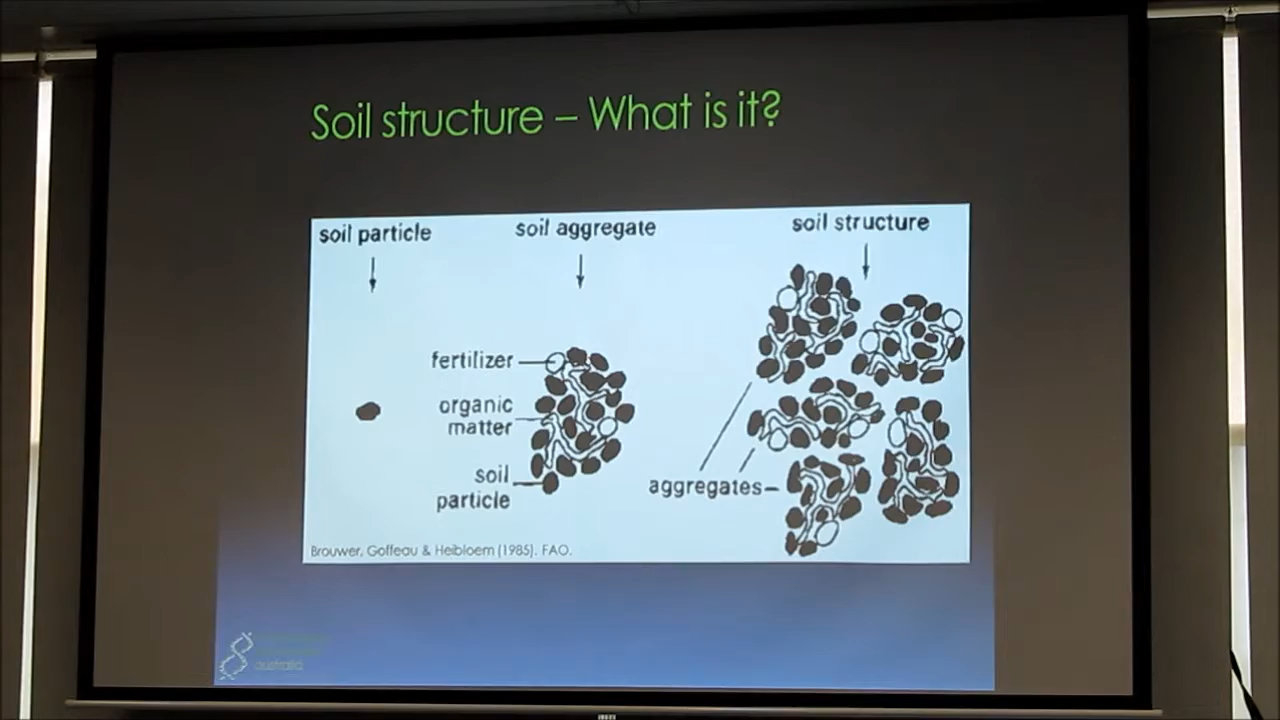 Soil structure – What is it?
soil particle
soil aggregate
soil structure
fertilizer
organic
matter
soil
particle
aggregates
Brouwer, Goffeau & Heibloem (1985). FAO.
australia